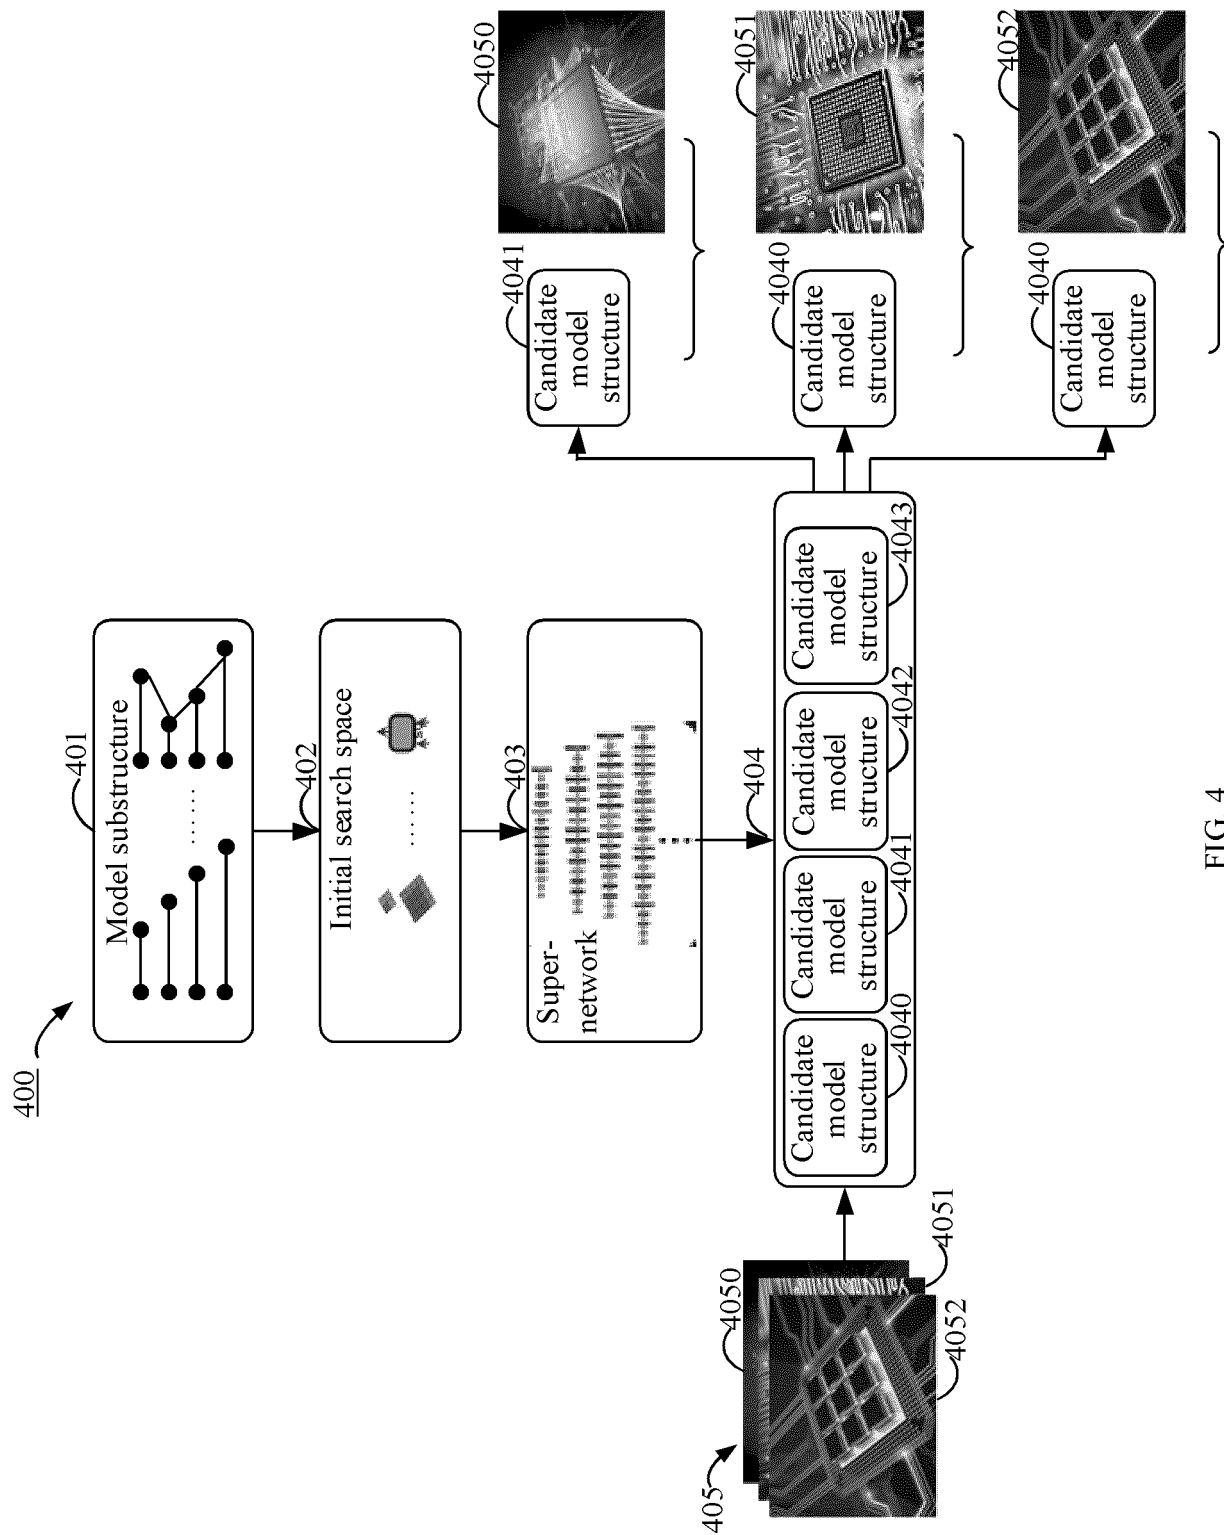 400
401
Model substructure
402
Initial search space
403
Super-
network
404
Candidate
model
structure
4040
Candidate
model
structure
4041
Candidate
model
structure
4042
Candidate
model
structure
4043
405
4050
4051
4052
Candidate
model
structure
4041
4050
Candidate
model
structure
4040
4051
Candidate
model
structure
4040
4052
FIG. 4